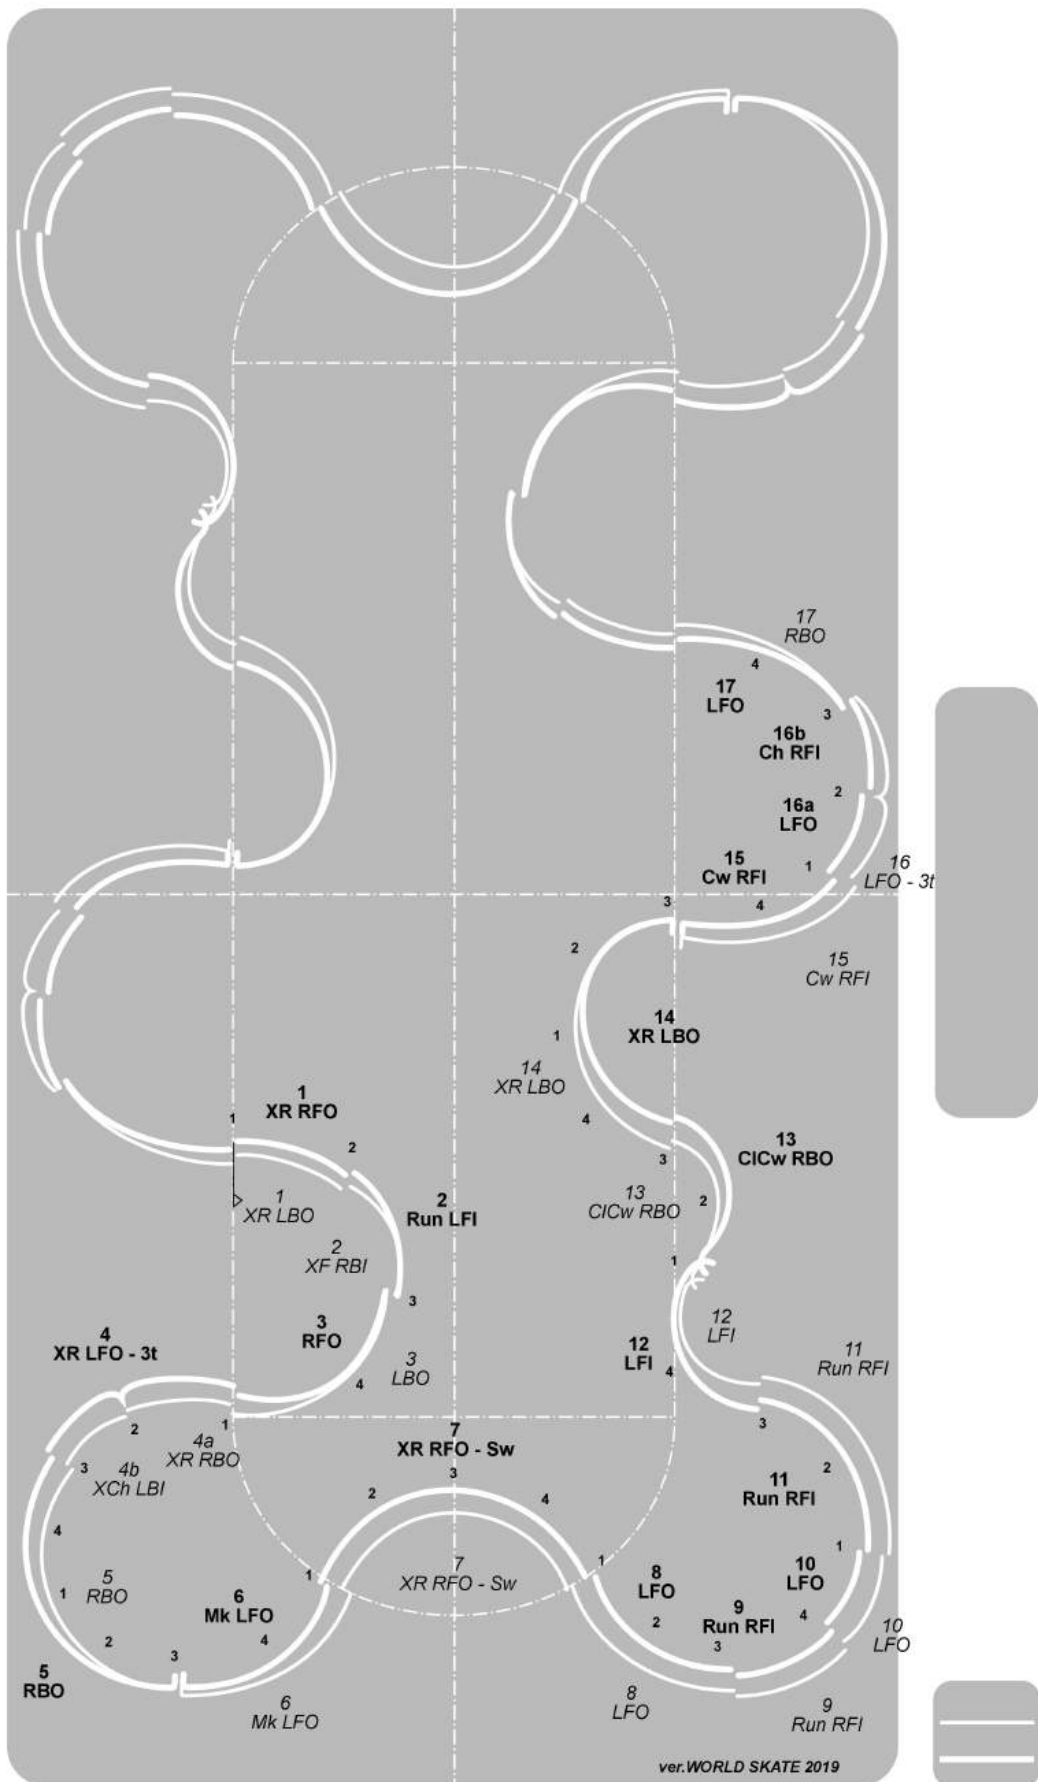 17
RBO
4
17
LFO
3
16b
Ch RFI
2
16a
LFO
15
Cw RFI
1
16
LFO - 3t
3
4
2
15
Cw RFI
14
XR LBO
1
14
XR LBO
4
1
XR RFO
1
2
13
ClCw RBO
3
1
XR LBO
13
ClCw RBO
2
2
Run LFI
2
XF RBI
1
3
3
RFO
12
LFI
4
XR LFO - 3t
12
LFI
3
LBO
11
Run RFI
4
4
1
2
4a
XR RBO
7
XR RFO - Sw
3
3
4b
XCh LBI
3
2
2
4
11
Run RFI
4
1
5
RBO
7
XR RFO - Sw
1
1
8
LFO
10
LFO
1
6
Mk LFO
9
Run RFI
4
2
3
2
4
3
10
LFO
5
RBO
6
Mk LFO
8
LFO
9
Run RFI
ver.WORLD SKATE 2019